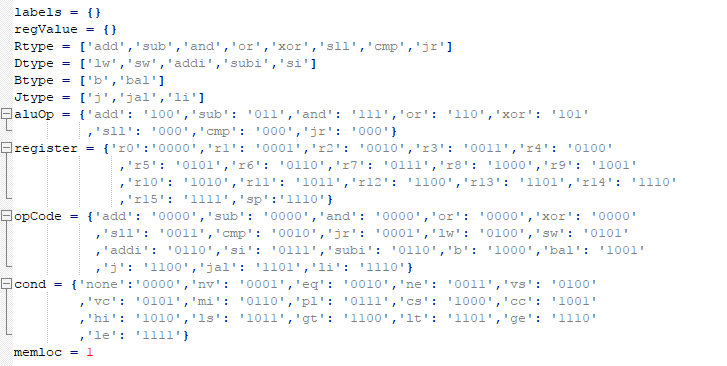 labels = {}
regValue = {}
Rtype = ['add','sub','and','or','xor','sll','cmp','jr']
Dtype = ['lw','sw','addi','subi','si']
Btype = ['b','bal']
Jtype = ['j','jal','li']
aluOp = {'add': '100','sub': '011','and': '111','or': '110','xor': '101'
,'sll': '000','cmp': '000','jr': '000'}
register = {'r0':'0000','r1': '0001','r2': '0010','r3': '0011','r4': '0100'
,'r5': '0101','r6': '0110','r7': '0111','r8': '1000','r9': '1001'
,'r10': '1010','r11': '1011','r12': '1100','r13': '1101','r14': '1110'
,'r15': '1111','sp':'1110'}
opCode = {'add': '0000','sub': '0000','and': '0000','or': '0000','xor': '0000'
,'sll': '0011','cmp': '0010','jr': '0001','lw': '0100','sw': '0101'
,'addi': '0110','si': '0111','subi': '0110','b': '1000','bal': '1001'
,'j': '1100','jal': '1101','li': '1110'}
cond = {'none':'0000','nv': '0001','eq': '0010','ne': '0011','vs': '0100'
,'vc': '0101','mi': '0110','pl': '0111','cs': '1000','cc': '1001'
,'hi': '1010','ls': '1011','gt': '1100','lt': '1101','ge': '1110'
,'le': '1111'}
memloc = 1